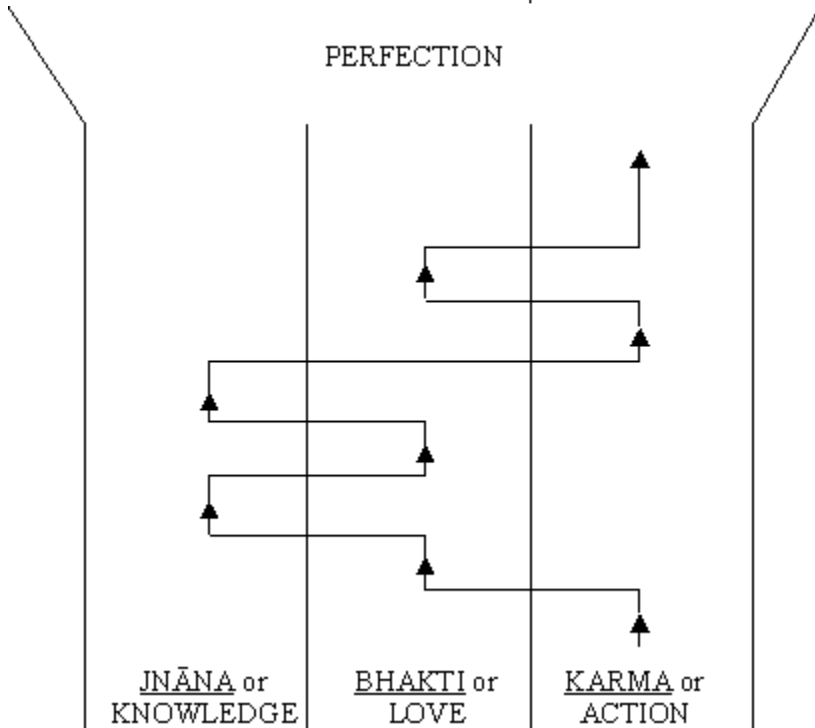 PERFECTION
JNĀNA or
KNOWLEDGE
BHAKTI or
LOVE
KARMA or
ACTION